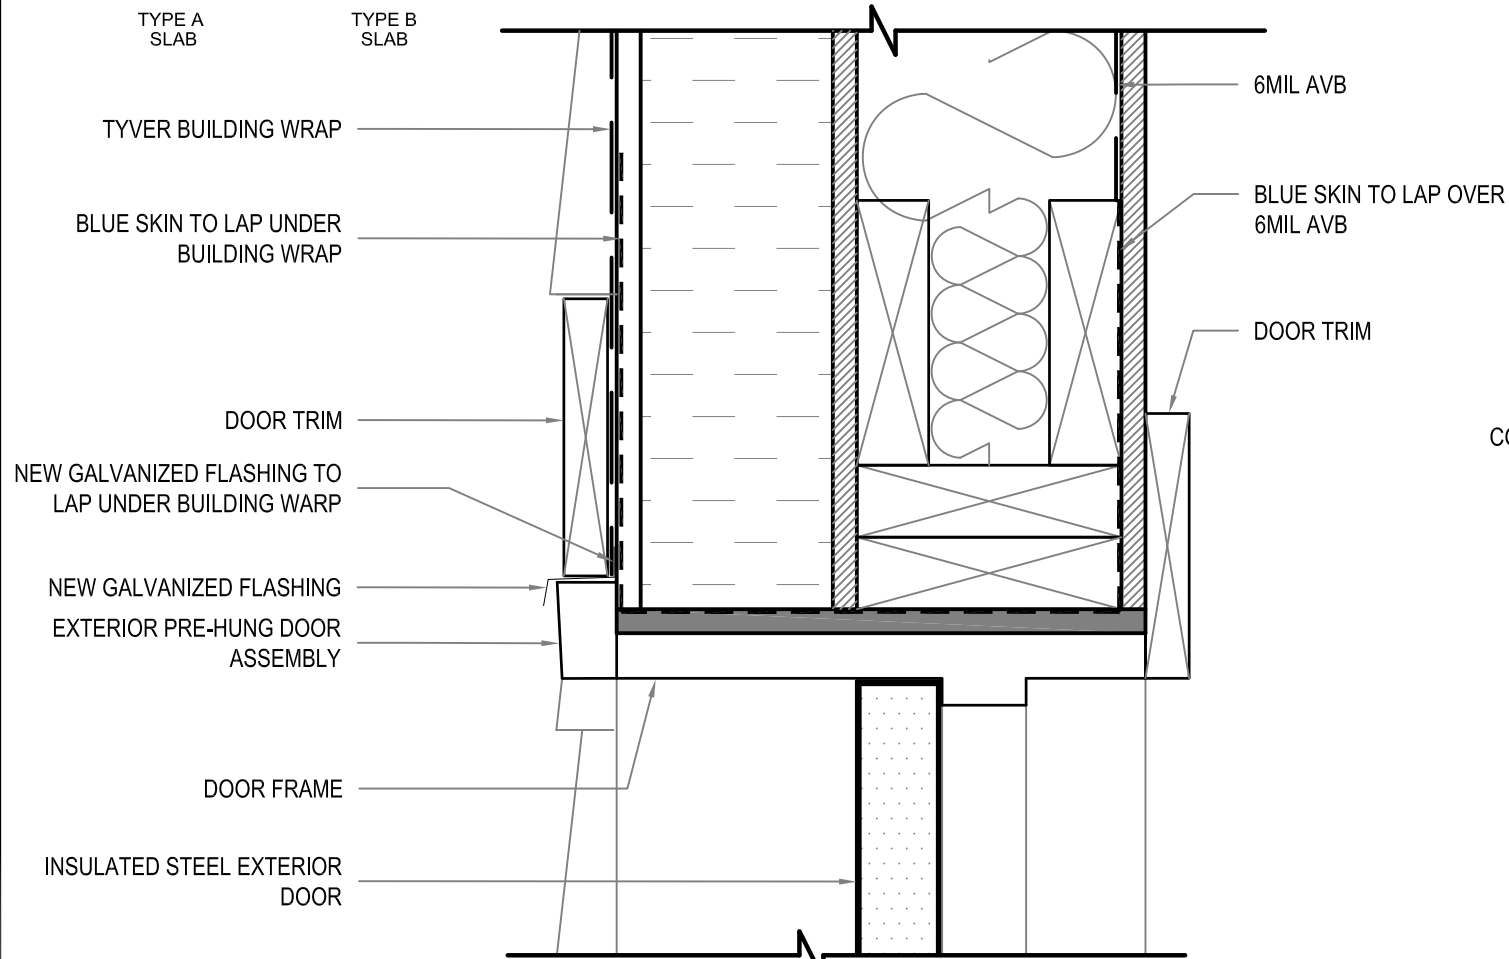 TYPE A
SLAB
TYPE B
SLAB
TYVER BUILDING WRAP
BLUE SKIN TO LAP UNDER
BUILDING WRAP
DOOR TRIM
NEW GALVANIZED FLASHING TO
LAP UNDER BUILDING WARP
NEW GALVANIZED FLASHING
EXTERIOR PRE-HUNG DOOR
ASSEMBLY
DOOR FRAME
INSULATED STEEL EXTERIOR
DOOR
6MIL AVB
BLUE SKIN TO LAP OVER
6MIL AVB
DOOR TRIM